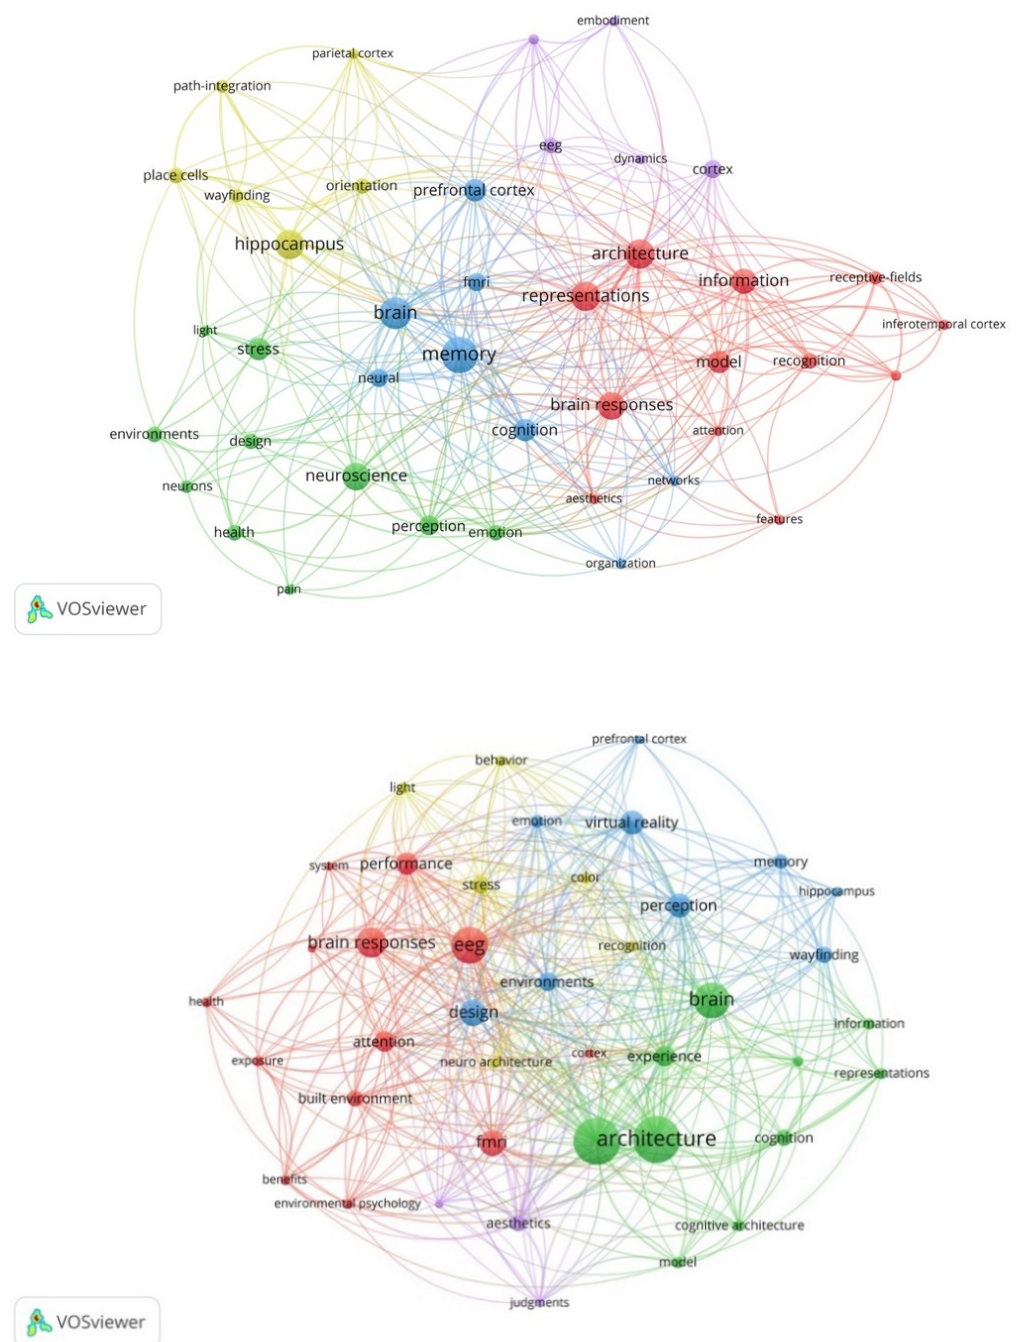 embodiment
parietal cortex
path-integration
eeg
dynamics
cortex
place cells
wayfinding
orientation
prefrontal cortex
hippocampus
architecture
information
receptive-fields
fmri
representations
brain
inferotemporal cortex
light
stress
memory
model
recognition
neural
brain responses
environments
design
cognition
attention
neuroscience
networks
neurons
aesthetics
health
perception
emotion
features
organization
pain
VOSviewer
prefrontal cortex
behavior
light
emotion
virtual reality
system
performance
memory
stress
color
hippocampus
perception
brain responses
eeg
recognition
wayfinding
environments
health
design
brain
information
attention
exposure
neuro architecture
cortex
experience
representations
built environment
fmri
architecture
cognition
benefits
environmental psychology
aesthetics
cognitive architecture
model
judgments
VOSviewer